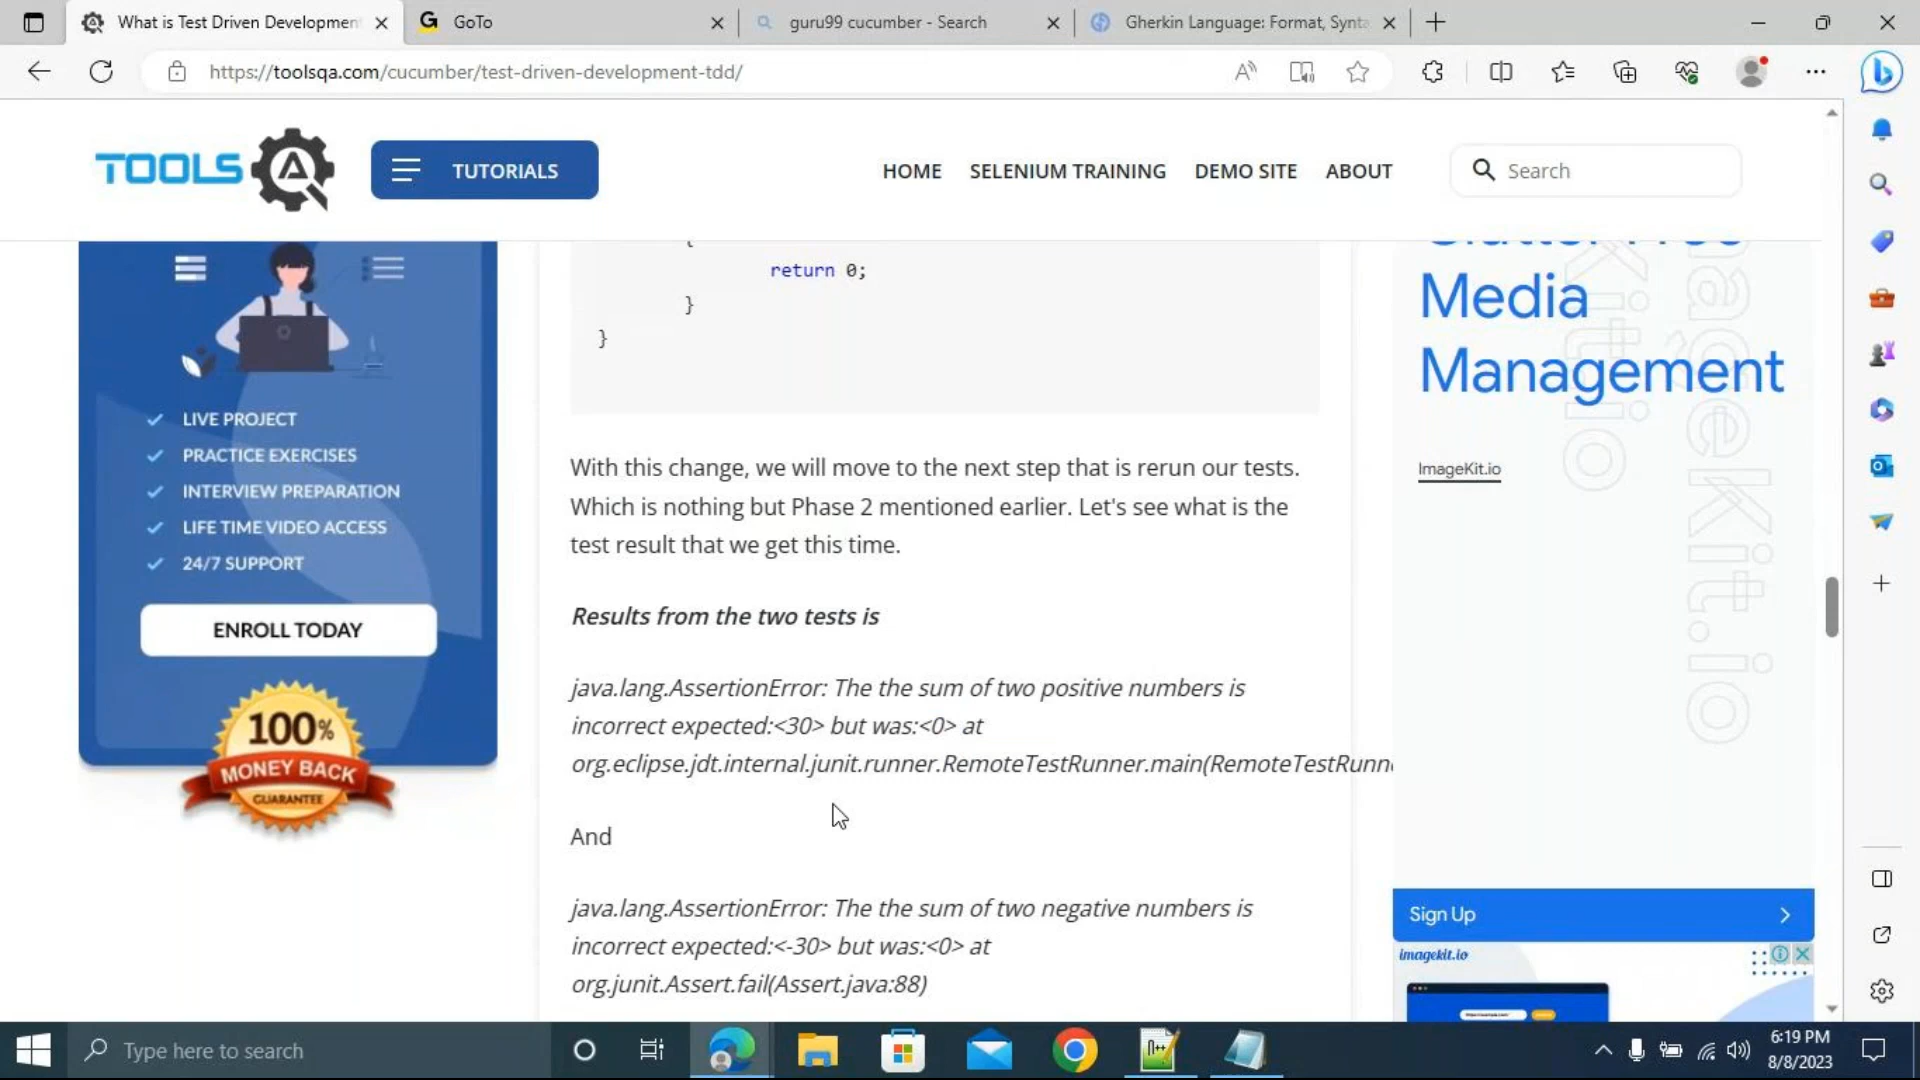 What is Test Driven Development
GoTo
guru99 cucumber - Search
Gherkin Language: Format, Synta
https://toolsqa.com/cucumber/test-driven-development-tdd/
TOOLS
TUTORIALS
HOME
SELENIUM TRAINING
DEMO SITE
ABOUT
Search
LIVE PROJECT
PRACTICE EXERCISES
INTERVIEW PREPARATION
LIFE TIME VIDEO ACCESS
24/7 SUPPORT
ENROLL TODAY
100%
MONEY BACK
GUARANTEE
{
return 0;
}
}
With this change, we will move to the next step that is rerun our tests.
Which is nothing but Phase 2 mentioned earlier. Let's see what is the
test result that we get this time.
Results from the two tests is
java.lang.AssertionError: The the sum of two positive numbers is
incorrect expected:<30> but was:<0> at
org.eclipse.jdt.internal.junit.runner.RemoteTestRunner.main(RemoteTestRunne
And
java.lang.AssertionError: The the sum of two negative numbers is
incorrect expected:<-30> but was:<0> at
org.junit.Assert.fail(Assert.java:88)
Media
Management
ImageKit.io
ImageKit.io
Sign Up
imagekit.io
Type here to search
6:19 PM
8/8/2023